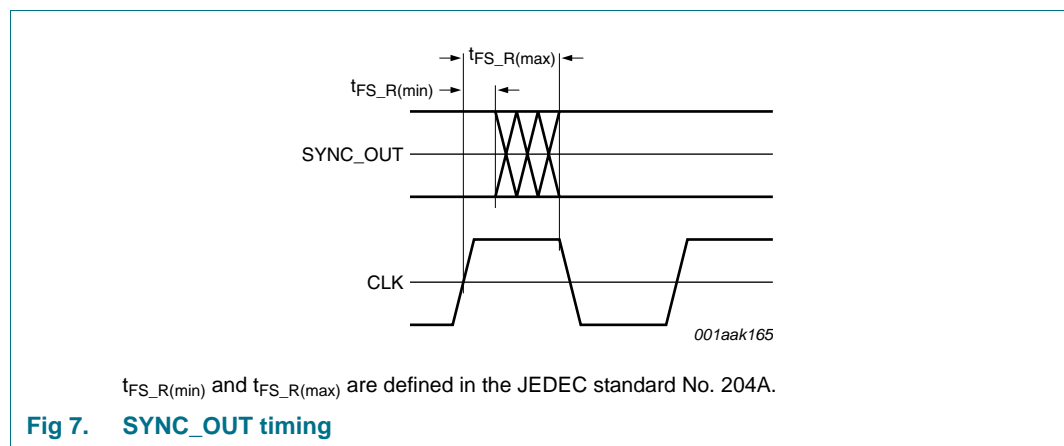 tFS_R(max)
tFS_R(min)
SYNC_OUT
CLK
001aak165
tFS_R(min) and tFS_R(max) are defined in the JEDEC standard No. 204A.
Fig 7. SYNC_OUT timing